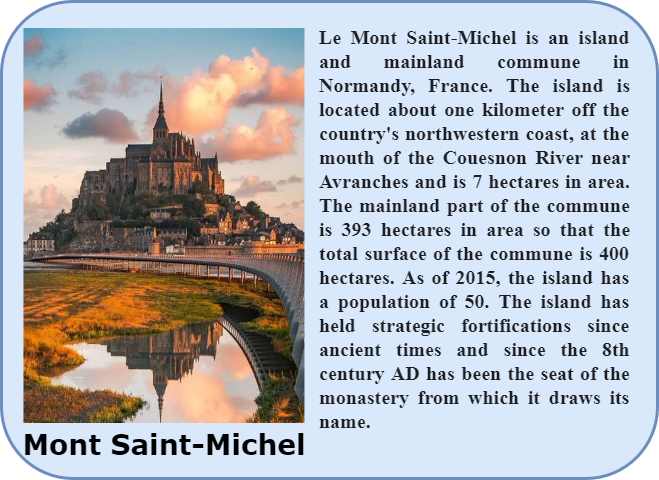 Le Mont Saint-Michel is an island
and mainland commune in
Normandy, France. The island is
located about one kilometer off the
country's northwestern coast, at the
mouth of the Couesnon River near
Avranches and is 7 hectares in area.
The mainland part of the commune
is 393 hectares in area so that the
total surface of the commune is 400
hectares. As of 2015, the island has
a population of 50. The island has
held strategic fortifications since
ancient times and since the 8th
century AD has been the seat of the
monastery from which it draws its
name.
Mont Saint-Michel